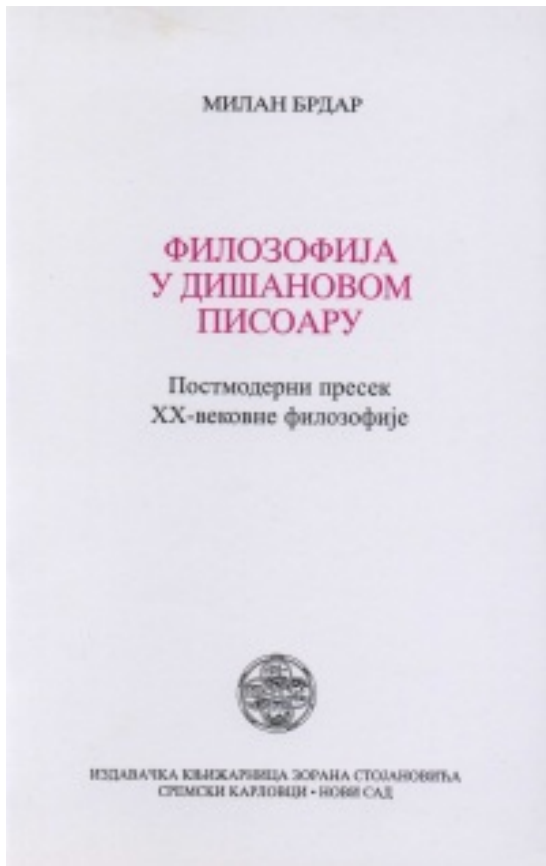 МИЛАН БРДАР
ФИЛОЗОФИЈА
У ДИШАНОВОМ
ПИСОАРУ
Постмодерни пресек
XX-вековне филозофије
ИЗДАВАЧКА КЊИЖАРНИЦА ЗОРАНА СТОЈАНОВИЋА
СРЕМСКИ КАРЛОВЦИ • НОВИ САД